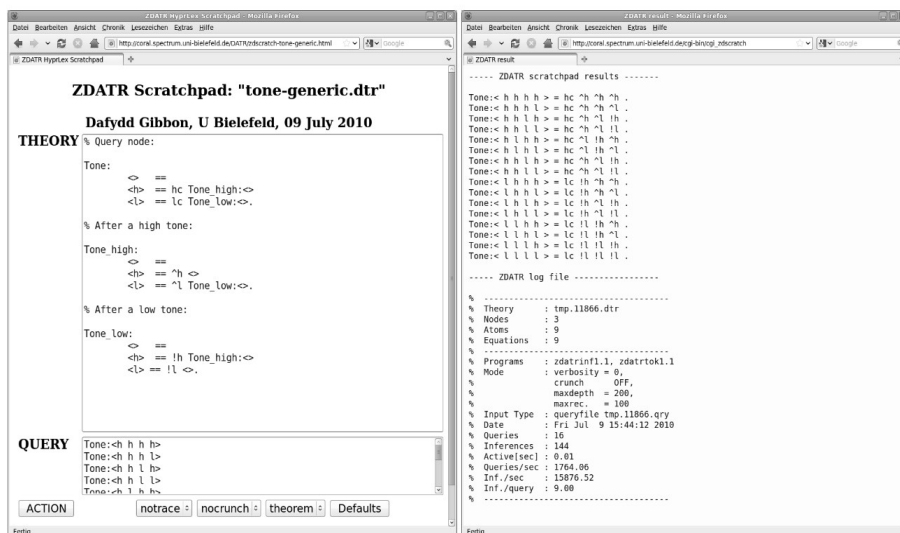 ZDATR HyprLex Scratchpad - Mozilla Firefox
Datei Bearbeiten Ansicht Chronik Lesezeichen Extras Hilfe
http://coral.spectrum.uni-bielefeld.de/DATR/zdscratch-tone-generic.html
Google
ZDATR HyprLex Scratchpad
ZDATR Scratchpad: "tone-generic.dtr"
Dafydd Gibbon, U Bielefeld, 09 July 2010
THEORY
% Query node:
Tone:
<> ==
<h> == hc Tone_high:<>
<l> == lc Tone_low:<>.
% After a high tone:
Tone_high:
<> ==
<h> == ^h <>
<l> == ^l Tone_low:<>.
% After a low tone:
Tone_low:
<> ==
<h> == !h Tone_high:<>
<l> == !l <>.
QUERY
Tone:<h h h h>
Tone:<h h h l>
Tone:<h h l h>
Tone:<h h l l>
Tone:<h l h h>
ACTION notrace nocrunch theorem Defaults
Fertig
ZDATR result - Mozilla Firefox
Datei Bearbeiten Ansicht Chronik Lesezeichen Extras Hilfe
http://coral.spectrum.uni-bielefeld.de/cgi-bin/cgi_zdscratch
Google
ZDATR result
----- ZDATR scratchpad results -------
Tone:< h h h h > = hc ^h ^h ^h .
Tone:< h h h l > = hc ^h ^h ^l .
Tone:< h h l h > = hc ^h ^l !h .
Tone:< h h l l > = hc ^h ^l !l .
Tone:< h l h h > = hc ^l !h ^h .
Tone:< h l h l > = hc ^l !h ^l .
Tone:< h h l h > = hc ^h ^l !h .
Tone:< h h l l > = hc ^h ^l !l .
Tone:< l h h h > = lc !h ^h ^h .
Tone:< l h h l > = lc !h ^h ^l .
Tone:< l h l h > = lc !h ^l !h .
Tone:< l h l l > = lc !h ^l !l .
Tone:< l l h h > = lc !l !h ^h .
Tone:< l l h l > = lc !l !h ^l .
Tone:< l l l h > = lc !l !l !h .
Tone:< l l l l > = lc !l !l !l .
----- ZDATR log file ----------------
% ------------------------------------
% Theory : tmp.11866.dtr
% Nodes : 3
% Atoms : 9
% Equations : 9
% ------------------------------------
% Programs : zdatrinf1.1, zdatrtok1.1
% Mode : verbosity = 0,
% crunch OFF,
% maxdepth = 200,
% maxrec. = 100
% Input Type : queryfile tmp.11866.qry
% Date : Fri Jul 9 15:44:12 2010
% Queries : 16
% Inferences : 144
% Active[sec] : 0.01
% Queries/sec : 1764.06
% Inf./sec : 15876.52
% Inf./query : 9.00
% ------------------------------------
Fertig